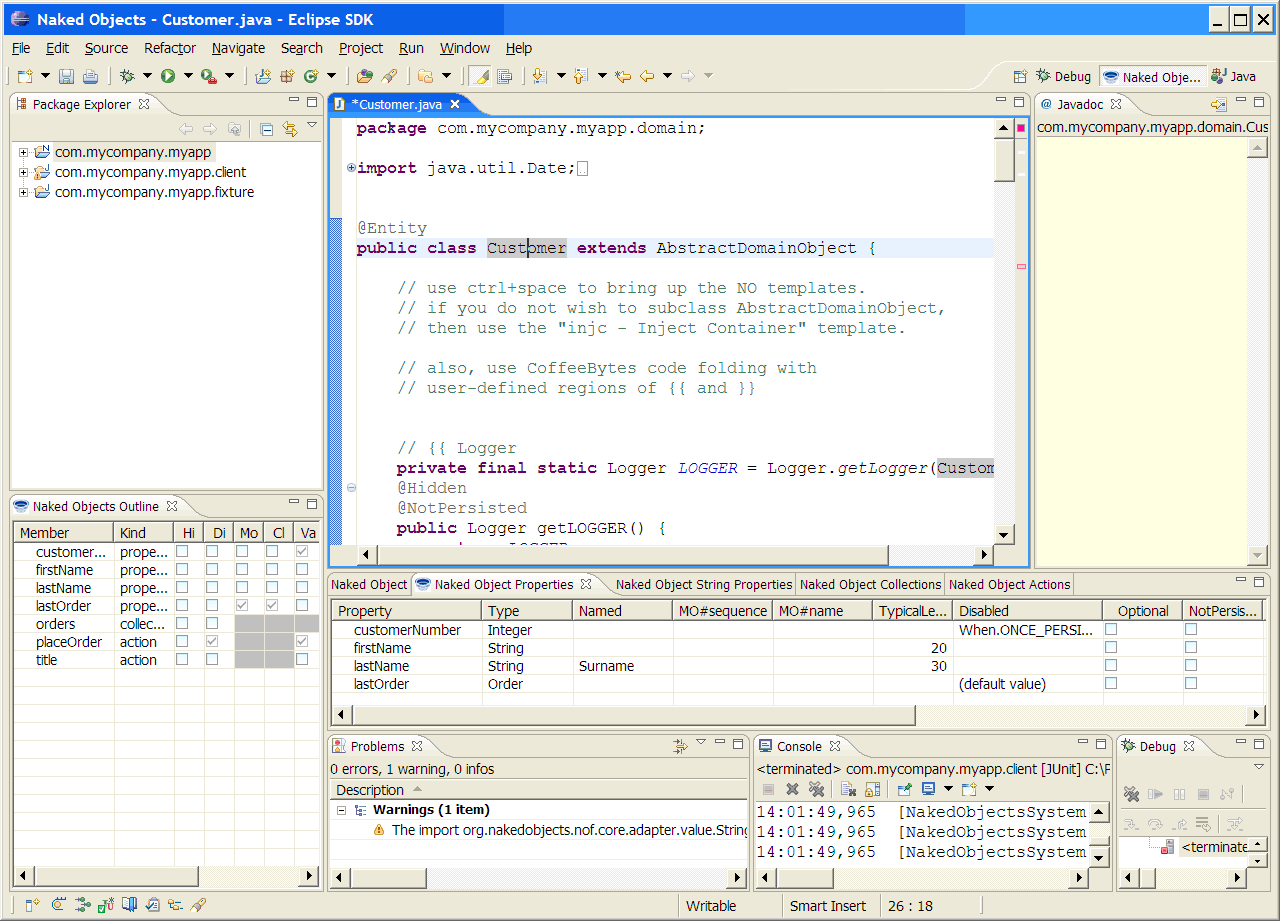 Naked Objects - Customer.java - Eclipse SDK
File Edit Source Refactor Navigate Search Project Run Window Help
Debug Naked Obje... Java
Package Explorer
com.mycompany.myapp
com.mycompany.myapp.client
com.mycompany.myapp.fixture
*Customer.java
package com.mycompany.myapp.domain;
import java.util.Date;
@Entity
public class Customer extends AbstractDomainObject {
// use ctrl+space to bring up the NO templates.
// if you do not wish to subclass AbstractDomainObject,
// then use the "injc - Inject Container" template.
// also, use CoffeeBytes code folding with
// user-defined regions of {{ and }}
// {{ Logger
private final static Logger LOGGER = Logger.getLogger(Custom
@Hidden
@NotPersisted
public Logger getLOGGER() {
@ Javadoc
com.mycompany.myapp.domain.Cus
Naked Objects Outline
Member Kind Hi Di Mo Cl Va
customer... prope...
firstName prope...
lastName prope...
lastOrder prope...
orders collec...
placeOrder action
title action
Naked Object Naked Object Properties Naked Object String Properties Naked Object Collections Naked Object Actions
Property Type Named MO#sequence MO#name TypicalLe... Disabled Optional NotPersis...
customerNumber Integer When.ONCE_PERSI...
firstName String 20
lastName String Surname 30
lastOrder Order (default value)
Problems
0 errors, 1 warning, 0 infos
Description
Warnings (1 item)
The import org.nakedobjects.nof.core.adapter.value.String
Console
<terminated> com.mycompany.myapp.client [JUnit] C:\P
14:01:49,965 [NakedObjectsSystem
14:01:49,965 [NakedObjectsSystem
14:01:49,965 [NakedObjectsSystem
Debug
<terminate
Writable Smart Insert 26 : 18